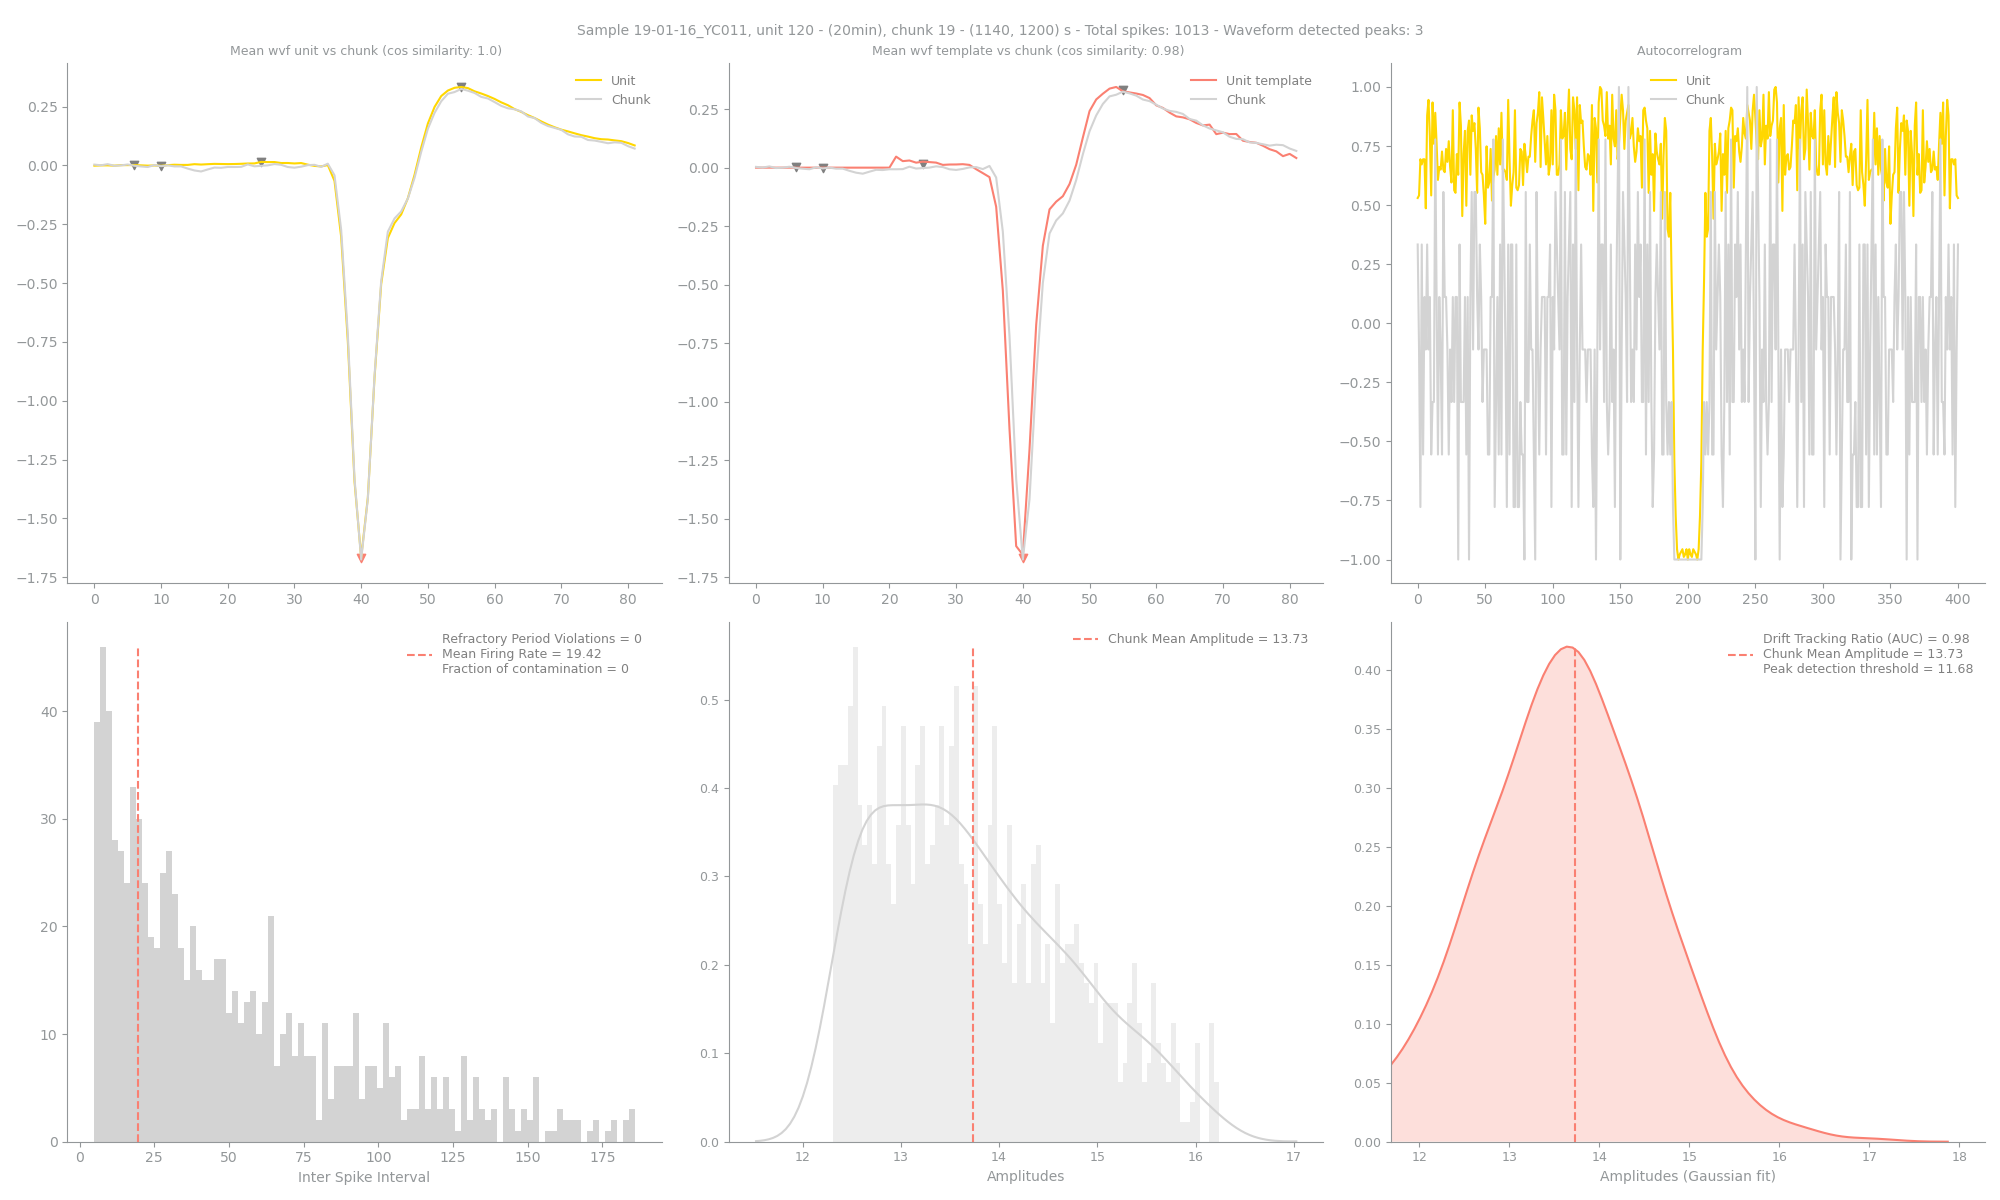 Sample 19-01-16_YC011, unit 120 - (20min), chunk 19 - (1140, 1200) s - Total spikes: 1013 - Waveform detected peaks: 3
Mean wvf unit vs chunk (cos similarity: 1.0)
Unit
Chunk
0.25
0.00
−0.25
−0.50
−0.75
−1.00
−1.25
−1.50
−1.75
0 10 20 30 40 50 60 70 80
Mean wvf template vs chunk (cos similarity: 0.98)
Unit template
Chunk
0.25
0.00
−0.25
−0.50
−0.75
−1.00
−1.25
−1.50
−1.75
0 10 20 30 40 50 60 70 80
Autocorrelogram
Unit
Chunk
1.00
0.75
0.50
0.25
0.00
−0.25
−0.50
−0.75
−1.00
0 50 100 150 200 250 300 350 400
Refractory Period Violations = 0
Mean Firing Rate = 19.42
Fraction of contamination = 0
40
30
20
10
0
0 25 50 75 100 125 150 175
Inter Spike Interval
Chunk Mean Amplitude = 13.73
0.5
0.4
0.3
0.2
0.1
0.0
12 13 14 15 16 17
Amplitudes
Drift Tracking Ratio (AUC) = 0.98
Chunk Mean Amplitude = 13.73
Peak detection threshold = 11.68
0.40
0.35
0.30
0.25
0.20
0.15
0.10
0.05
0.00
12 13 14 15 16 17 18
Amplitudes (Gaussian fit)